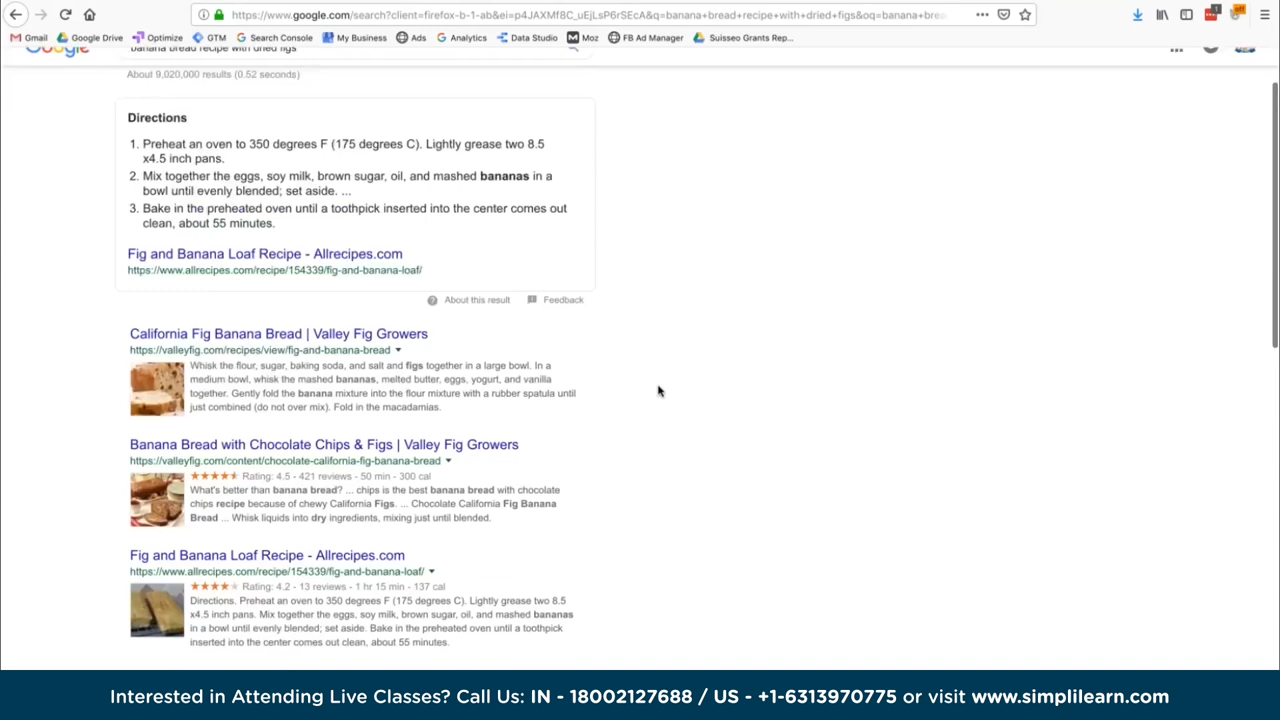 https://www.google.com/search?client=firefox-b-1-ab&ei=p4JAXMf8C_uEjLsP6rSEcA&q=banana+bread+recipe+with+dried+figs&oq=banana+brea
Gmail Google Drive Optimize GTM Search Console My Business Ads Analytics Data Studio Moz FB Ad Manager Suisseo Grants Rep...
Google banana bread recipe with dried figs
About 9,020,000 results (0.52 seconds)
Directions
1. Preheat an oven to 350 degrees F (175 degrees C). Lightly grease two 8.5
x4.5 inch pans.
2. Mix together the eggs, soy milk, brown sugar, oil, and mashed bananas in a
bowl until evenly blended; set aside. ...
3. Bake in the preheated oven until a toothpick inserted into the center comes out
clean, about 55 minutes.
Fig and Banana Loaf Recipe - Allrecipes.com
https://www.allrecipes.com/recipe/154339/fig-and-banana-loaf/
About this result Feedback
California Fig Banana Bread | Valley Fig Growers
https://valleyfig.com/recipes/view/fig-and-banana-bread
Whisk the flour, sugar, baking soda, and salt and figs together in a large bowl. In a
medium bowl, whisk the mashed bananas, melted butter, eggs, yogurt, and vanilla
together. Gently fold the banana mixture into the flour mixture with a rubber spatula until
just combined (do not over mix). Fold in the macadamias.
Banana Bread with Chocolate Chips & Figs | Valley Fig Growers
https://valleyfig.com/content/chocolate-california-fig-banana-bread
Rating: 4.5 - 421 reviews - 50 min - 300 cal
What's better than banana bread? ... chips is the best banana bread with chocolate
chips recipe because of chewy California Figs. ... Chocolate California Fig Banana
Bread ... Whisk liquids into dry ingredients, mixing just until blended.
Fig and Banana Loaf Recipe - Allrecipes.com
https://www.allrecipes.com/recipe/154339/fig-and-banana-loaf/
Rating: 4.2 - 13 reviews - 1 hr 15 min - 137 cal
Directions. Preheat an oven to 350 degrees F (175 degrees C). Lightly grease two 8.5
x4.5 inch pans. Mix together the eggs, soy milk, brown sugar, oil, and mashed bananas
in a bowl until evenly blended; set aside. Bake in the preheated oven until a toothpick
inserted into the center comes out clean, about 55 minutes.
Interested in Attending Live Classes? Call Us: IN - 18002127688 / US - +1-6313970775 or visit www.simplilearn.com